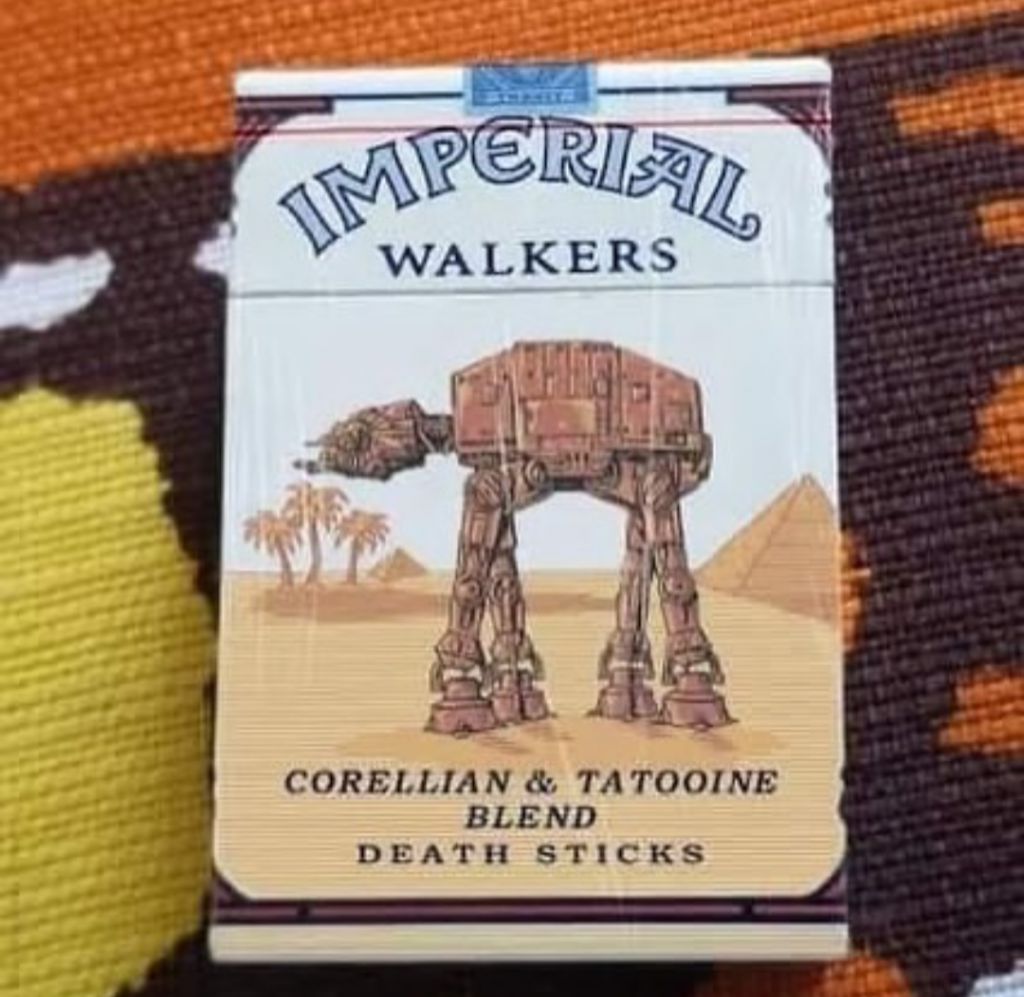 IMPERIAL
WALKERS
CORELLIAN & TATOOINE
BLEND
DEATH STICKS